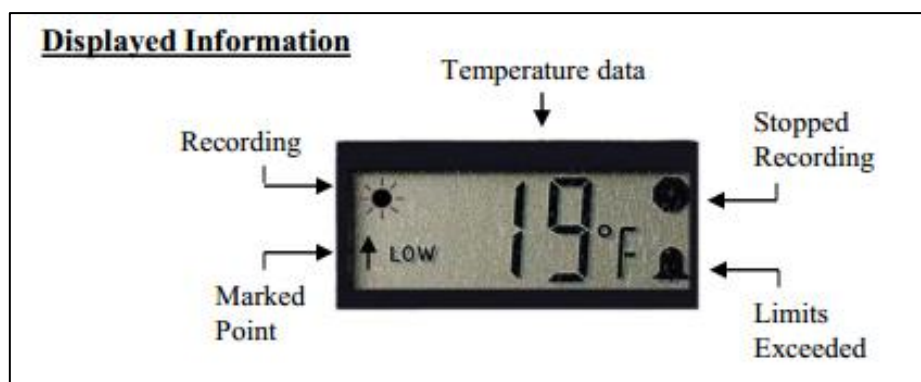 Displayed Information
Temperature data
Recording
Stopped
Recording
19°F
LOW
Marked
Point
Limits
Exceeded